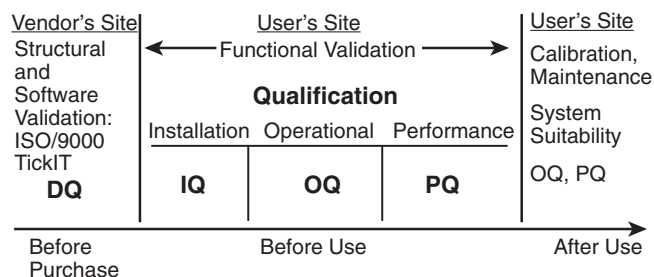 Vendor's Site
Structural
and
Software
Validation:
ISO/9000
TickIT
DQ
User's Site
Functional Validation
Qualification
Installation Operational Performance
IQ OQ PQ
User's Site
Calibration,
Maintenance
System
Suitability
OQ, PQ
Before
Purchase
Before Use
After Use